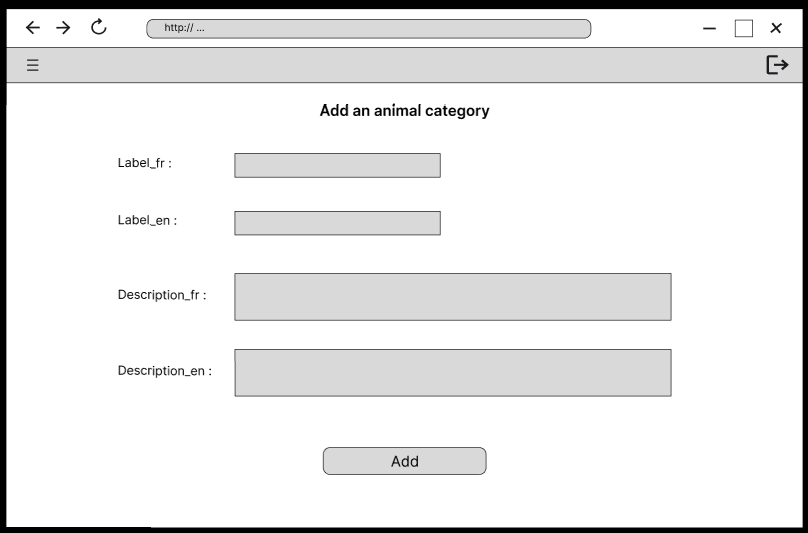 http:// ...
Add an animal category
Label_fr :
Label_en :
Description_fr :
Description_en :
Add